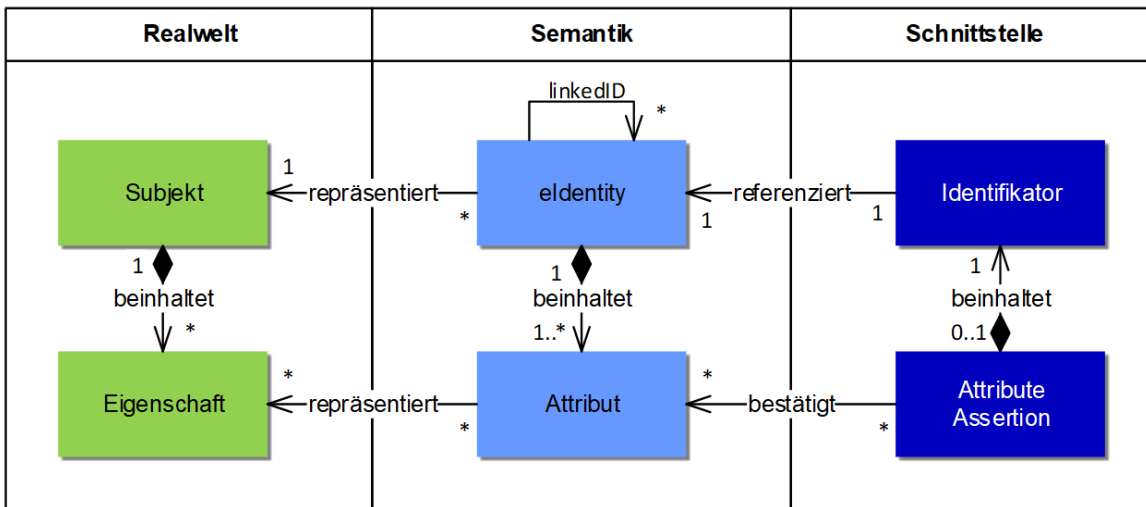 Realwelt
Semantik
Schnittstelle
linkedID
*
Subjekt
1
repräsentiert
*
eIdentity
1
referenziert
1
Identifikator
1
beinhaltet
*
1
beinhaltet
1..*
1
beinhaltet
0..1
Eigenschaft
*
repräsentiert
*
Attribut
*
bestätigt
*
Attribute
Assertion